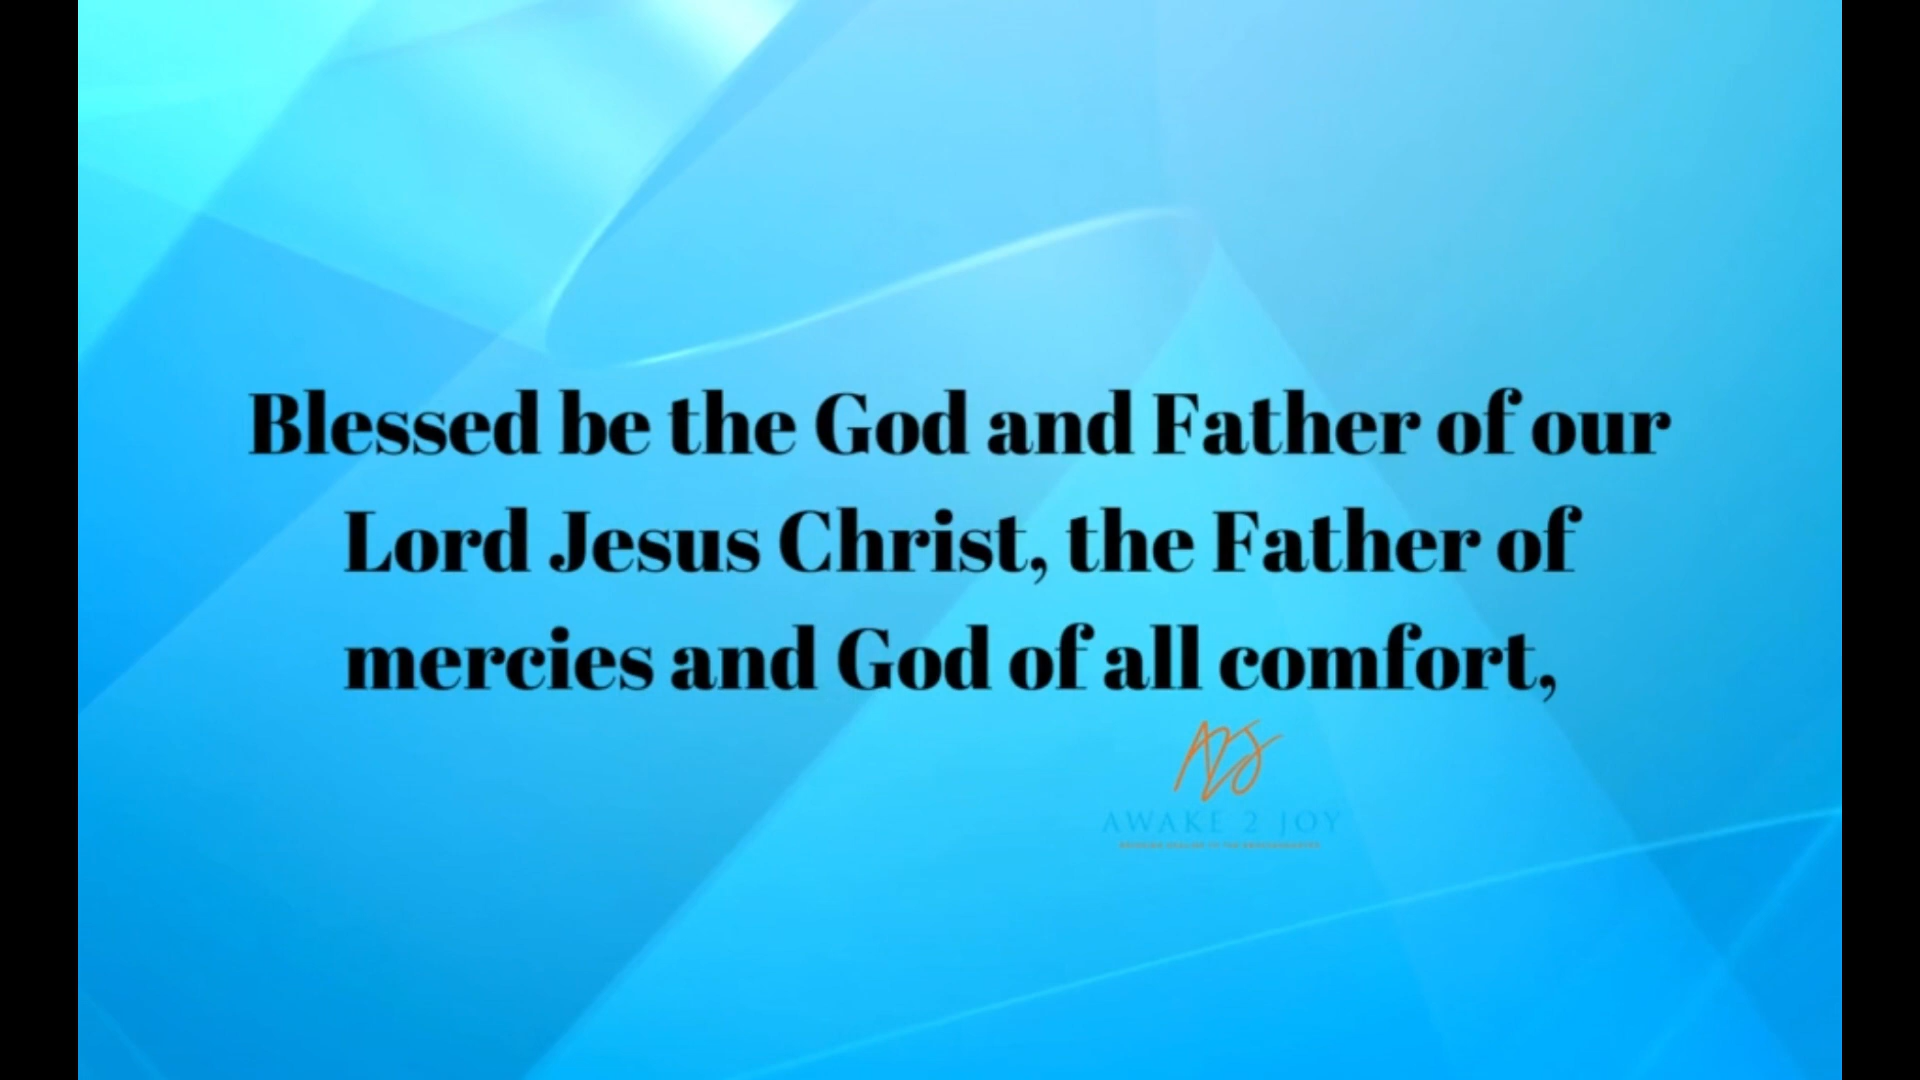 Blessed be the God and Father of our
Lord Jesus Christ, the Father of
mercies and God of all comfort,
A2J
AWAKE 2 JOY